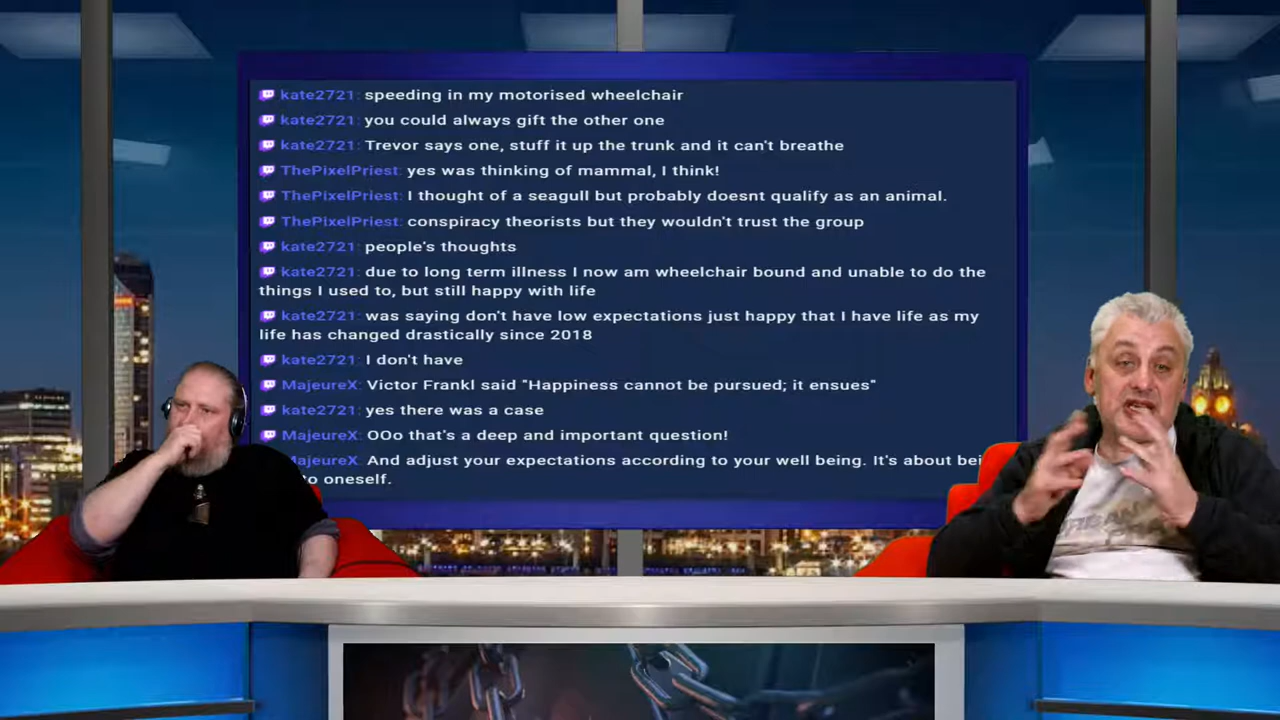 kate2721: speeding in my motorised wheelchair
kate2721: you could always gift the other one
kate2721: Trevor says one, stuff it up the trunk and it can't breathe
ThePixelPriest: yes was thinking of mammal, I think!
ThePixelPriest: I thought of a seagull but probably doesnt qualify as an animal.
ThePixelPriest: conspiracy theorists but they wouldn't trust the group
kate2721: people's thoughts
kate2721: due to long term illness I now am wheelchair bound and unable to do the
things I used to, but still happy with life
kate2721: was saying don't have low expectations just happy that I have life as my
life has changed drastically since 2018
kate2721: I don't have
MajeureX: Victor Frankl said "Happiness cannot be pursued; it ensues"
kate2721: yes there was a case
MajeureX: OOo that's a deep and important question!
MajeureX: And adjust your expectations according to your well being. It's about
to oneself.